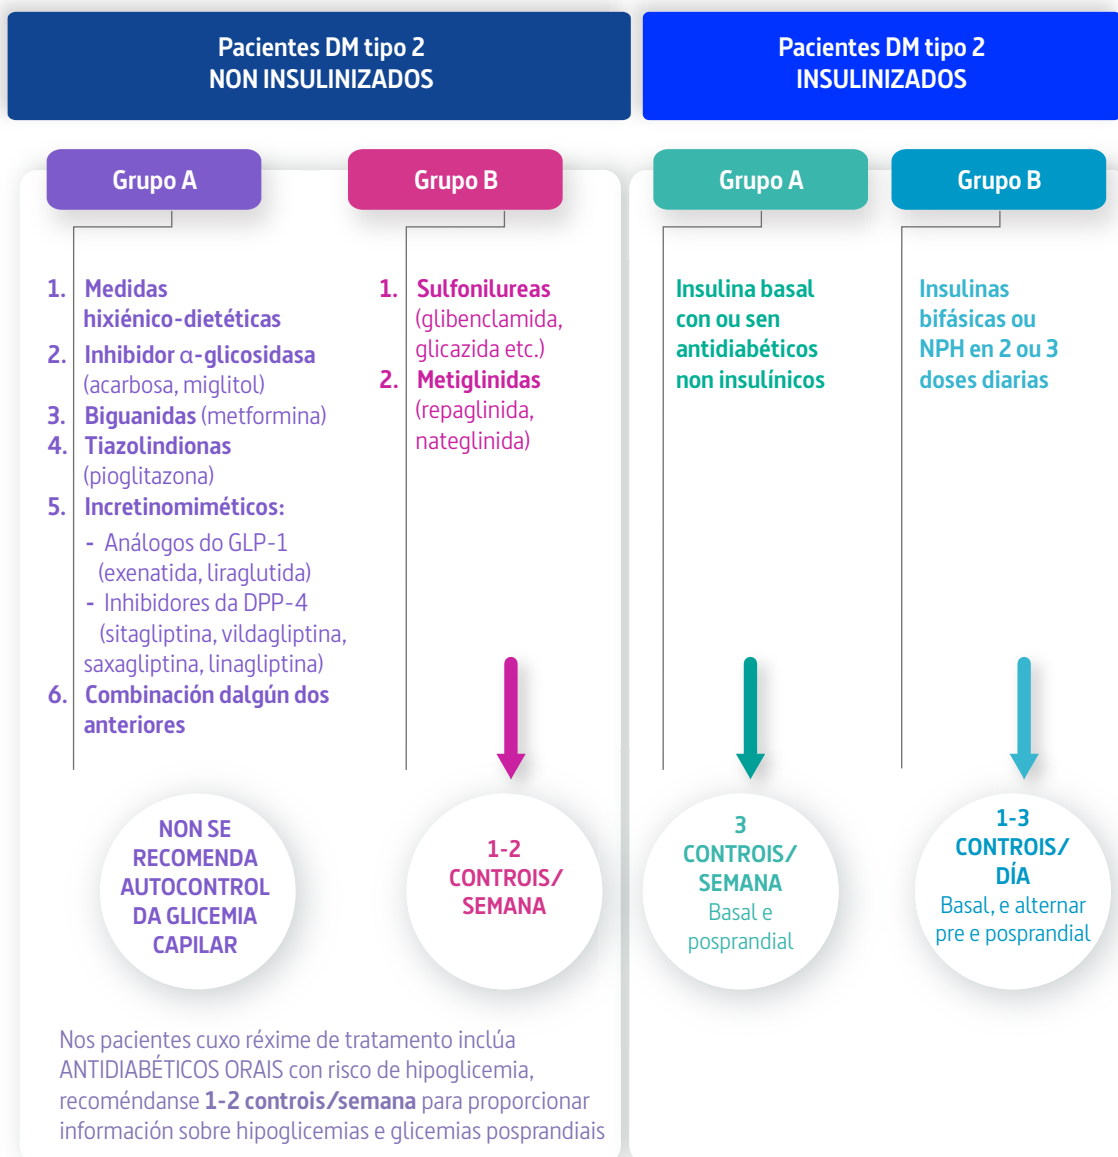 Pacientes DM tipo 2
NON INSULINIZADOS
Pacientes DM tipo 2
INSULINIZADOS
Grupo A
1. Medidas
hixiénico-dietéticas
2. Inhibidor α-glicosidasa
(acarbosa, miglitol)
3. Biguanidas (metformina)
4. Tiazolindionas
(pioglitazona)
5. Incretinomiméticos:
- Análogos do GLP-1
(exenatida, liraglutida)
- Inhibidores da DPP-4
(sitagliptina, vildagliptina,
saxagliptina, linagliptina)
6. Combinación dalgún dos
anteriores
NON SE
RECOMENDA
AUTOCONTROL
DA GLICEMIA
CAPILAR
Grupo B
1. Sulfonilureas
(glibenclamida,
glicazida etc.)
2. Metiglinidas
(repaglinida,
nateglinida)
1-2
CONTROIS/
SEMANA
Nos pacientes cuxo réxime de tratamento inclúa
ANTIDIABÉTICOS ORAIS con risco de hipoglicemia,
recoméndanse 1-2 controis/semana para proporcionar
información sobre hipoglicemias e glicemias posprandiais
Grupo A
Insulina basal
con ou sen
antidiabéticos
non insulínicos
3
CONTROIS/
SEMANA
Basal e
posprandial
Grupo B
Insulinas
bifásicas ou
NPH en 2 ou 3
doses diarias
1-3
CONTROIS/
DÍA
Basal, e alternar
pre e posprandial